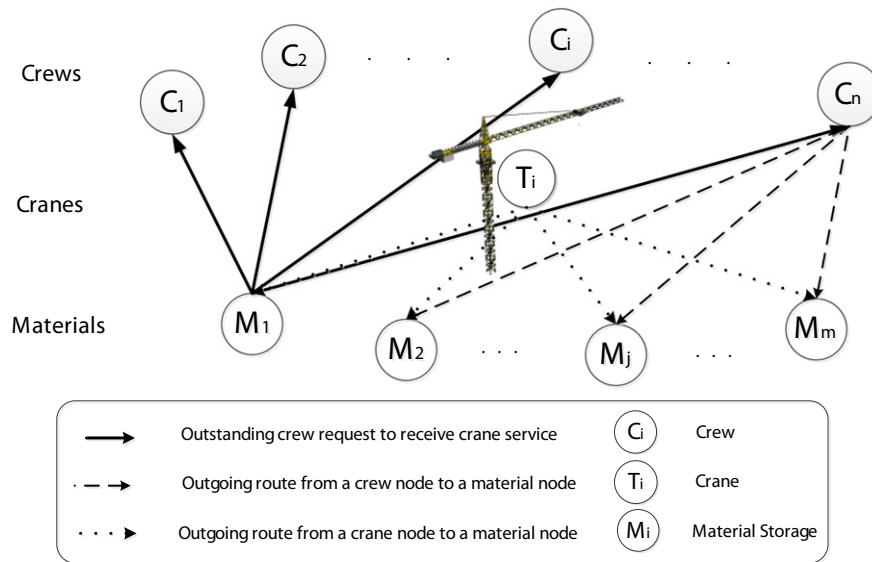 Crews
C1
C2
. . .
Ci
. . .
Cn
Cranes
Ti
Materials
M1
M2
. . .
Mj
. . .
Mm
Outstanding crew request to receive crane service
Ci
Crew
Outgoing route from a crew node to a material node
Ti
Crane
Outgoing route from a crane node to a material node
Mi
Material Storage